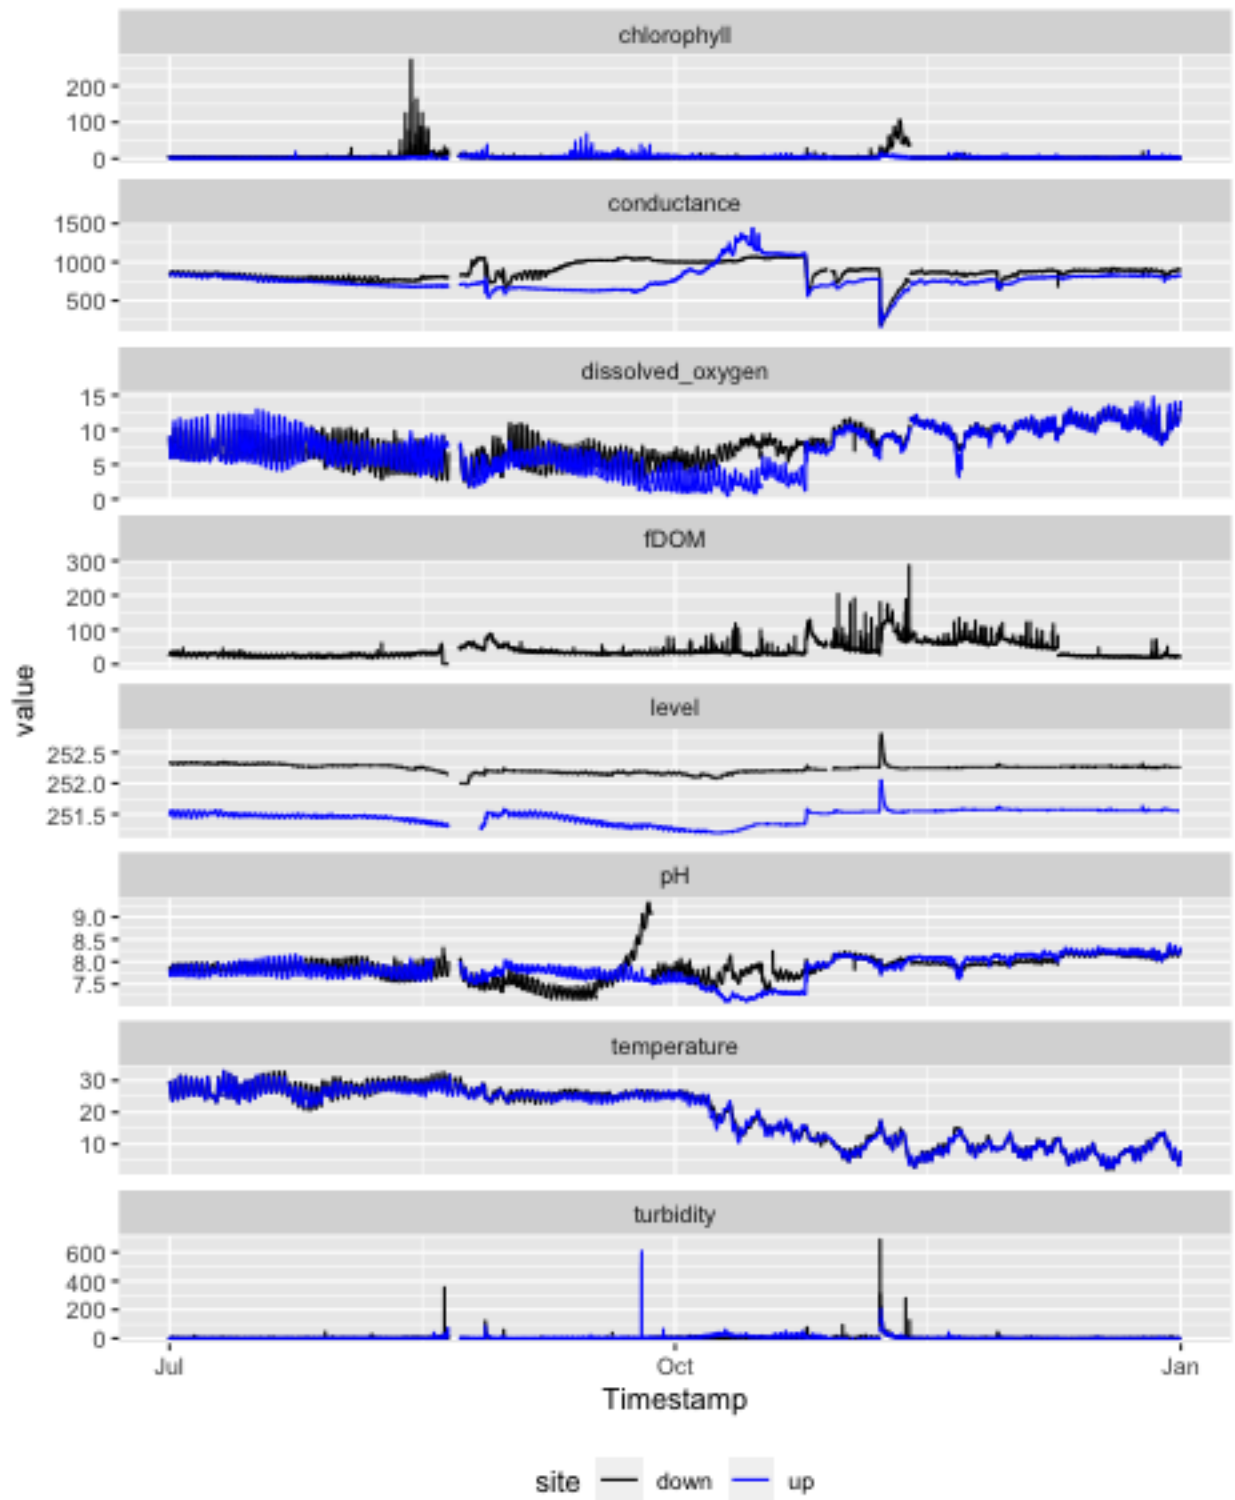 chlorophyll
200
100
0
conductance
1500
1000
500
dissolved_oxygen
15
10
5
0
fDOM
300
200
100
0
level
252.5
252.0
251.5
pH
9.0
8.5
8.0
7.5
temperature
30
20
10
turbidity
600
400
200
0
value
Jul Oct Jan
Timestamp
site down up